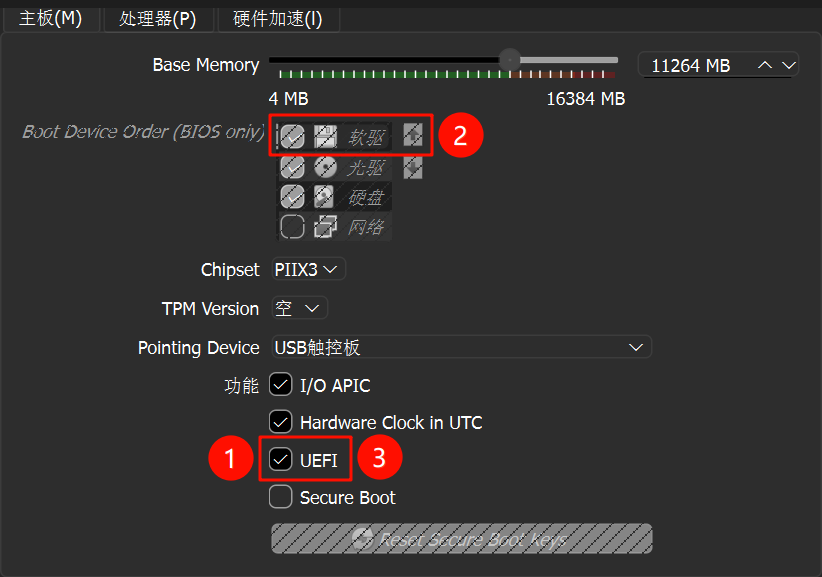 主板(M) 处理器(P) 硬件加速(I)
Base Memory 11264 MB
4 MB 16384 MB
Boot Device Order (BIOS only) 软驱 2
光驱
硬盘
网络
Chipset PIIX3
TPM Version 空
Pointing Device USB触控板
功能 I/O APIC
Hardware Clock in UTC
1 UEFI 3
Secure Boot
Reset Secure Boot Keys